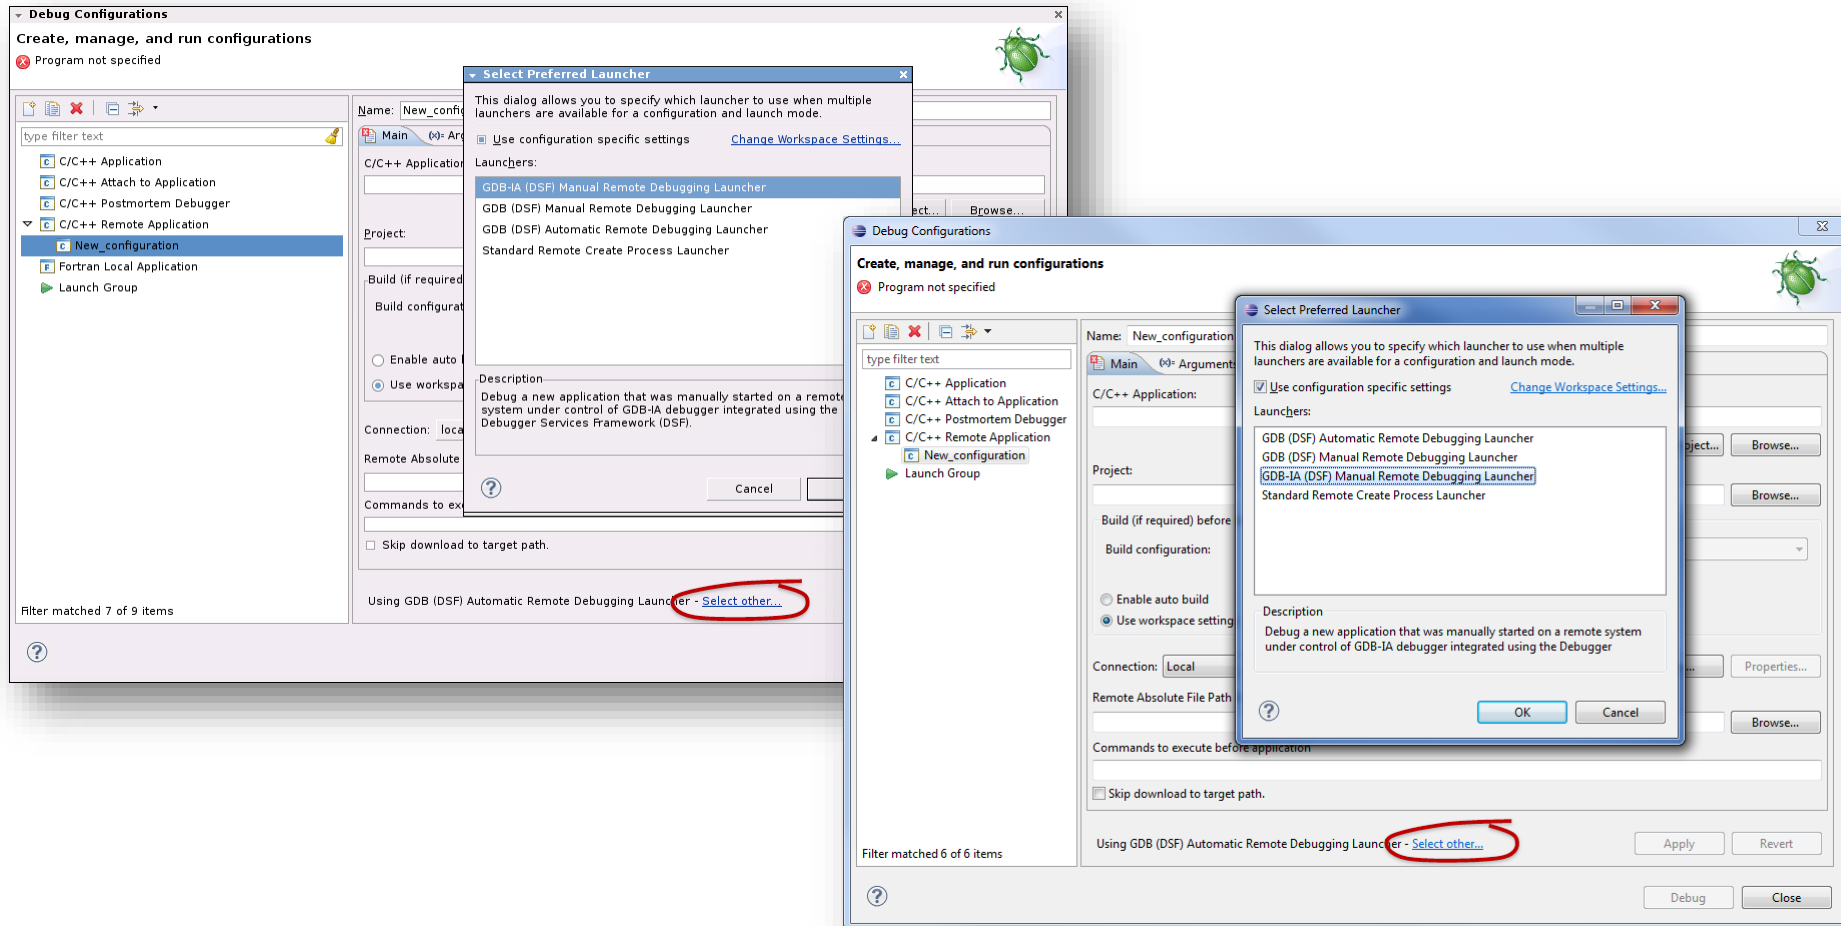 Debug Configurations
Create, manage, and run configurations
Program not specified
type filter text
C/C++ Application
C/C++ Attach to Application
C/C++ Postmortem Debugger
C/C++ Remote Application
New_configuration
Fortran Local Application
Launch Group
Filter matched 7 of 9 items
Name: New_config
Main (x)= Arg
C/C++ Application
Browse...
Project:
Build (if required
Build configurat
Enable auto
Use workspa
Connection: loca
Remote Absolute
Commands to ex
Skip download to target path.
Using GDB (DSF) Automatic Remote Debugging Launcher - Select other...
Select Preferred Launcher
This dialog allows you to specify which launcher to use when multiple
launchers are available for a configuration and launch mode.
Use configuration specific settings Change Workspace Settings...
Launchers:
GDB-IA (DSF) Manual Remote Debugging Launcher
GDB (DSF) Manual Remote Debugging Launcher
GDB (DSF) Automatic Remote Debugging Launcher
Standard Remote Create Process Launcher
Description
Debug a new application that was manually started on a remote
system under control of GDB-IA debugger integrated using the
Debugger Services Framework (DSF).
Cancel
Debug Configurations
Create, manage, and run configurations
Program not specified
type filter text
C/C++ Application
C/C++ Attach to Application
C/C++ Postmortem Debugger
C/C++ Remote Application
New_configuration
Launch Group
Filter matched 6 of 6 items
Name: New_configuration
Main (x)= Arguments
C/C++ Application:
oject... Browse...
Project:
Browse...
Build (if required) before
Build configuration:
Enable auto build
Use workspace setting
Connection: Local
... Properties...
Remote Absolute File Path
Browse...
Commands to execute before application
Skip download to target path.
Using GDB (DSF) Automatic Remote Debugging Launcher - Select other...
Apply Revert
Debug Close
Select Preferred Launcher
This dialog allows you to specify which launcher to use when multiple
launchers are available for a configuration and launch mode.
Use configuration specific settings Change Workspace Settings...
Launchers:
GDB (DSF) Automatic Remote Debugging Launcher
GDB (DSF) Manual Remote Debugging Launcher
GDB-IA (DSF) Manual Remote Debugging Launcher
Standard Remote Create Process Launcher
Description
Debug a new application that was manually started on a remote system
under control of GDB-IA debugger integrated using the Debugger
OK Cancel